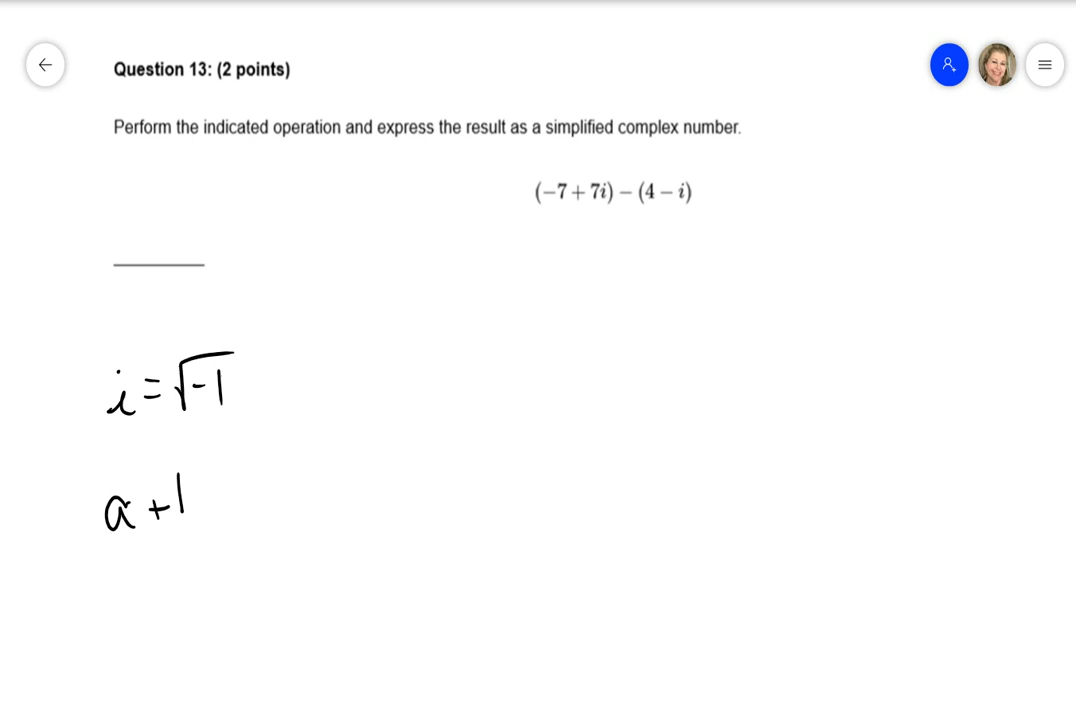 Question 13: (2 points)
Perform the indicated operation and express the result as a simplified complex number.
(−7 + 7i) − (4 − i)
i = √-1
a + l